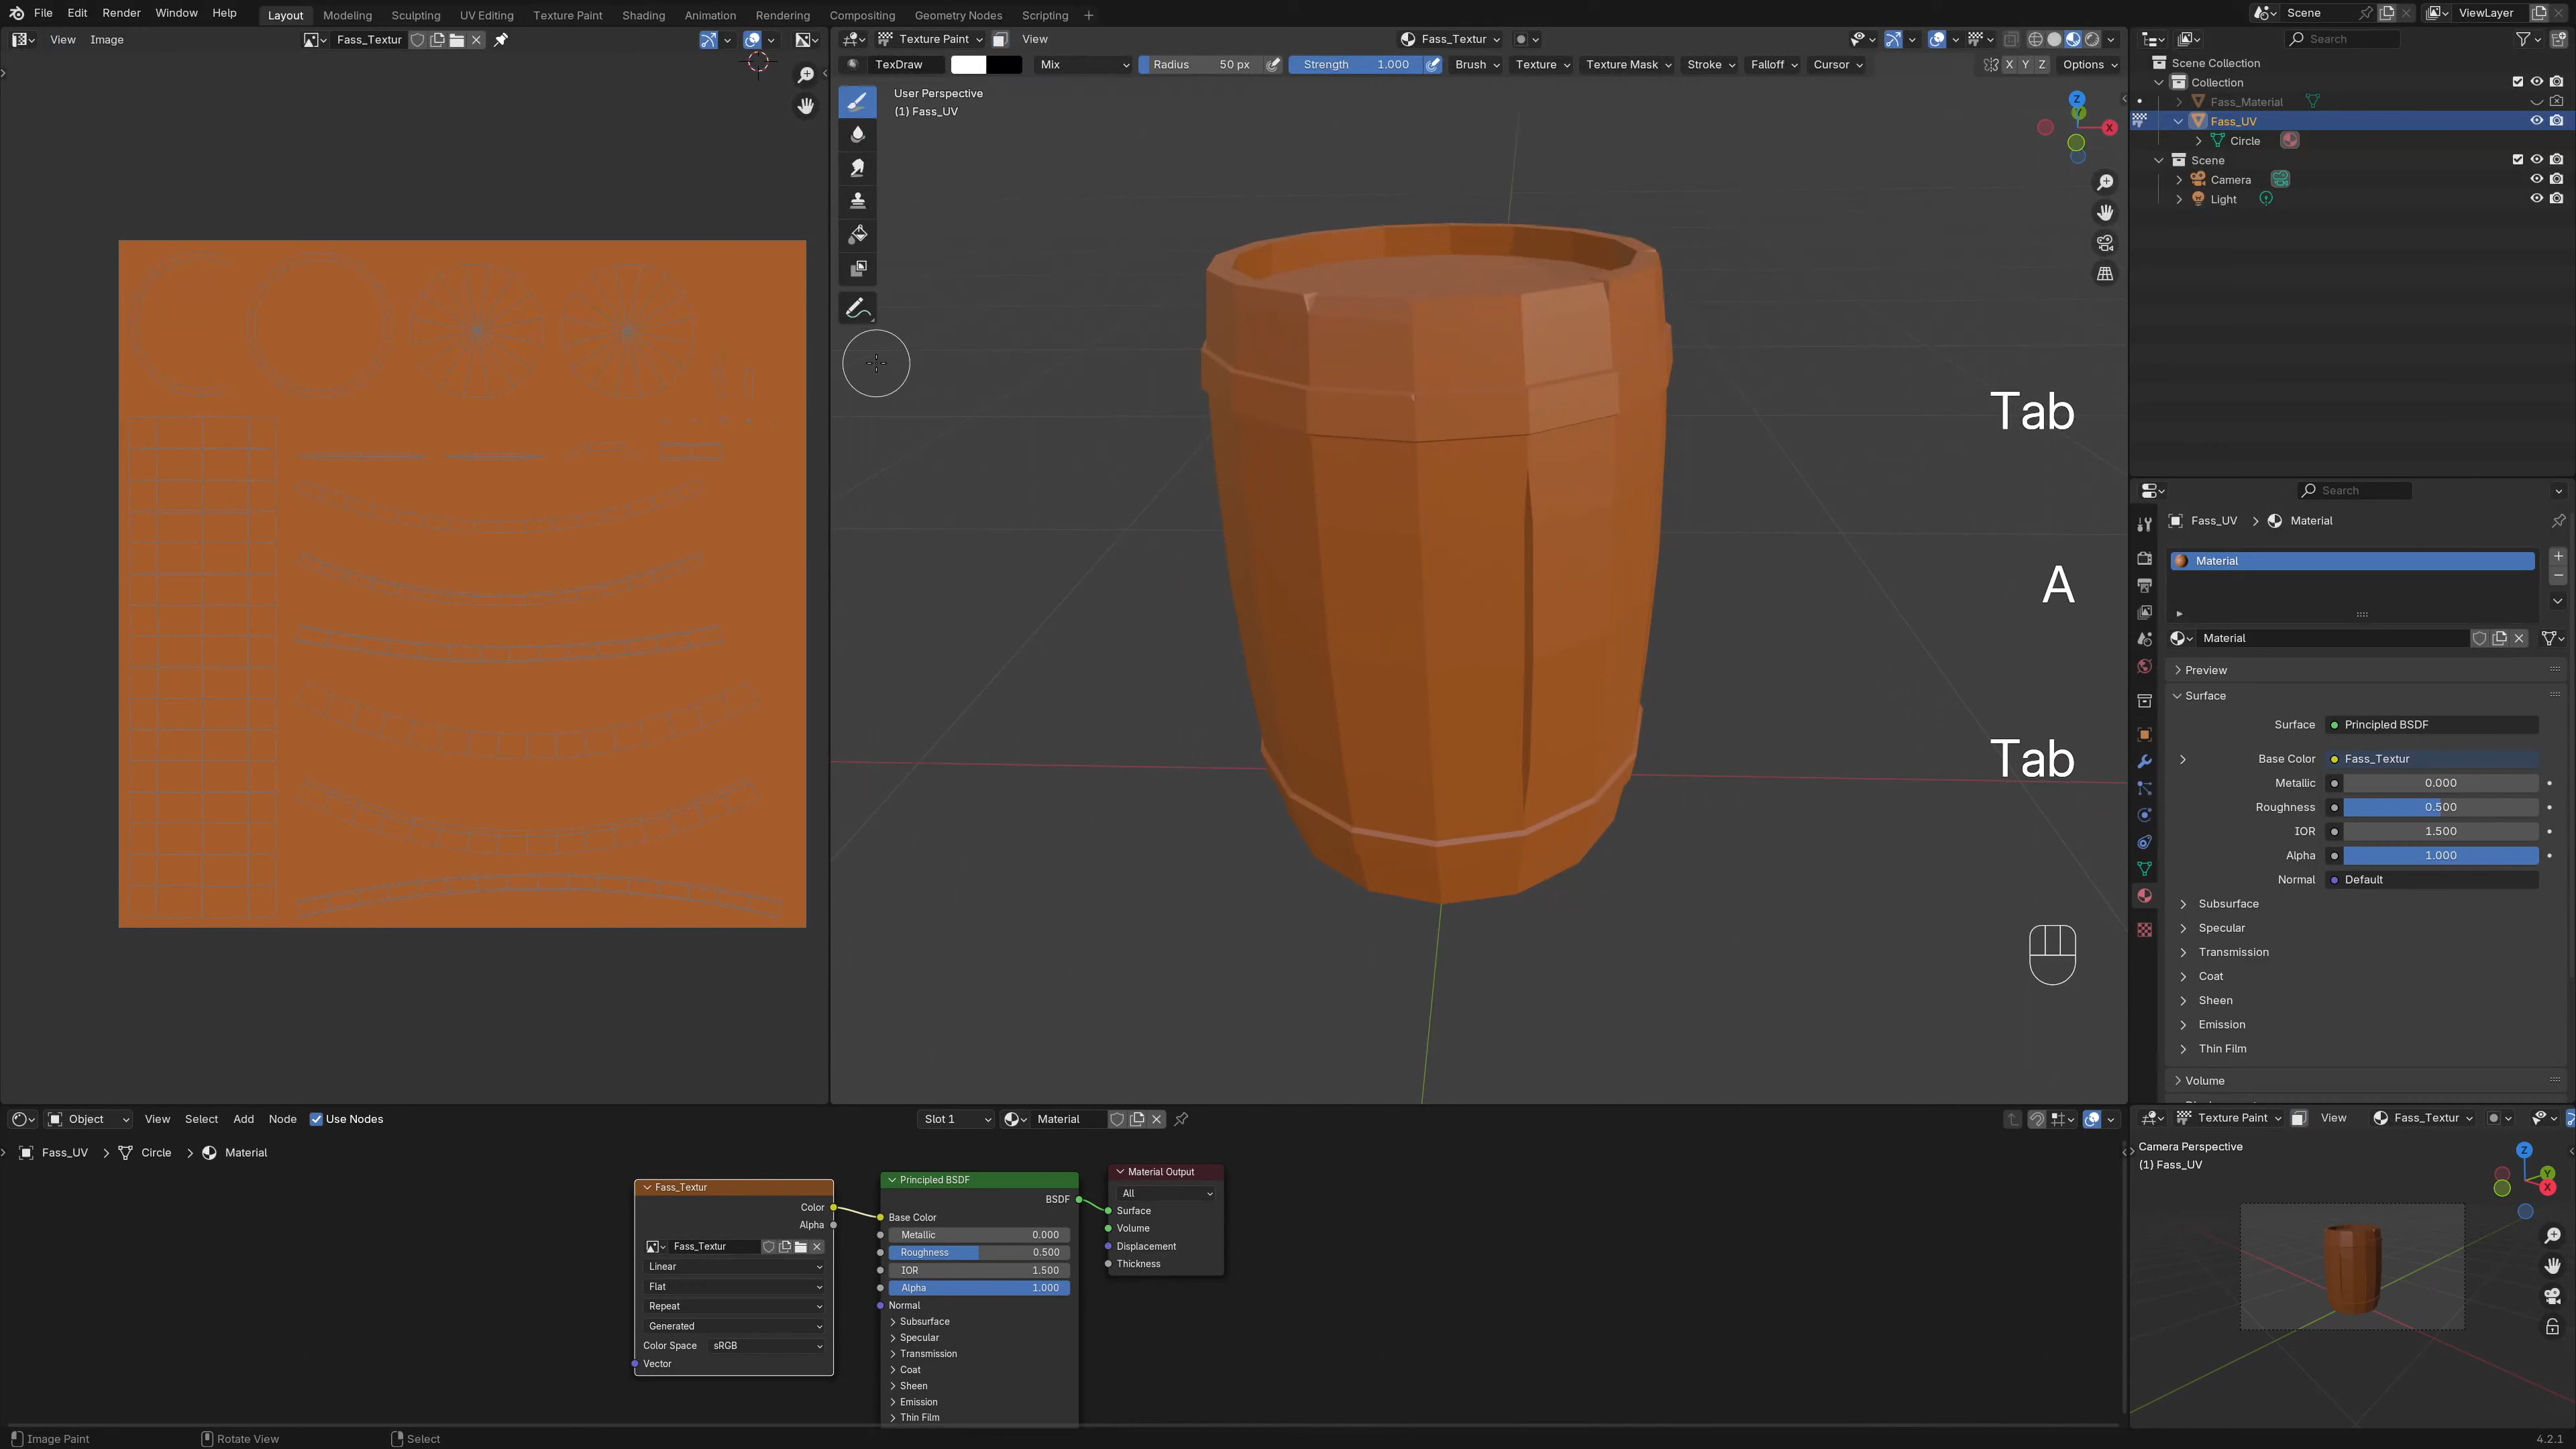 File Edit Render Window Help Layout Modeling Sculpting UV Editing Texture Paint Shading Animation Rendering Compositing Geometry Nodes Scripting + Scene ViewLayer
View Image Fass_Textur Texture Paint View Fass_Textur Search
TexDraw Mix Radius 50 px Strength 1.000 Brush Texture Texture Mask Stroke Falloff Cursor X Y Z Options
User Perspective
(1) Fass_UV
Z
Y
X
Tab
A
Tab
Scene Collection
Collection
Fass_Material
Fass_UV
Circle
Scene
Camera
Light
Search
Fass_UV > Material
Material
Material
Preview
Surface
Surface Principled BSDF
Base Color Fass_Textur
Metallic 0.000
Roughness 0.500
IOR 1.500
Alpha 1.000
Normal Default
Subsurface
Specular
Transmission
Coat
Sheen
Emission
Thin Film
Volume
Object View Select Add Node Use Nodes Slot 1 Material
Fass_UV > Circle > Material
Fass_Textur
Color
Alpha
Fass_Textur
Linear
Flat
Repeat
Generated
Color Space sRGB
Vector
Principled BSDF
BSDF
Base Color
Metallic 0.000
Roughness 0.500
IOR 1.500
Alpha 1.000
Normal
Subsurface
Specular
Transmission
Coat
Sheen
Emission
Thin Film
Material Output
All
Surface
Volume
Displacement
Thickness
Texture Paint View Fass_Textur
Camera Perspective
(1) Fass_UV
Z
Y
X
Image Paint Rotate View Select 4.2.1